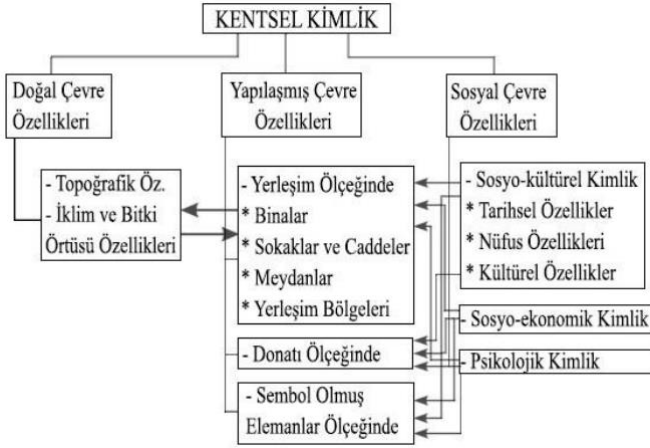 KENTSEL KİMLİK
Doğal Çevre
Özellikleri
Yapılaşmış Çevre
Özellikleri
Sosyal Çevre
Özellikleri
- Topoğrafik Öz.
- İklim ve Bitki
Örtüsü Özellikleri
- Yerleşim Ölçeğinde
* Binalar
* Sokaklar ve Caddeler
* Meydanlar
* Yerleşim Bölgeleri
- Donatı Ölçeğinde
- Sembol Olmuş
Elemanlar Ölçeğinde
- Sosyo-kültürel Kimlik
* Tarihsel Özellikler
* Nüfus Özellikleri
* Kültürel Özellikler
- Sosyo-ekonomik Kimlik
- Psikolojik Kimlik